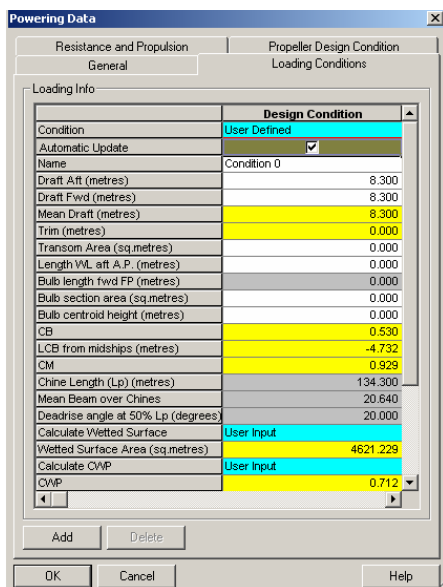 Powering Data
Resistance and Propulsion Propeller Design Condition
General Loading Conditions
Loading Info
Design Condition
Condition User Defined
Automatic Update
Name Condition 0
Draft Aft (metres) 8.300
Draft Fwd (metres) 8.300
Mean Draft (metres) 8.300
Trim (metres) 0.000
Transom Area (sq.metres) 0.000
Length WL aft A.P. (metres) 0.000
Bulb length fwd FP (metres) 0.000
Bulb section area (sq.metres) 0.000
Bulb centroid height (metres) 0.000
CB 0.530
LCB from midships (metres) -4.732
CM 0.929
Chine Length (Lp) (metres) 134.300
Mean Beam over Chines 20.640
Deadrise angle at 50% Lp (degrees) 20.000
Calculate Wetted Surface User Input
Wetted Surface Area (sq.metres) 4621.229
Calculate CWP User Input
CWP 0.712
Add Delete
OK Cancel Help